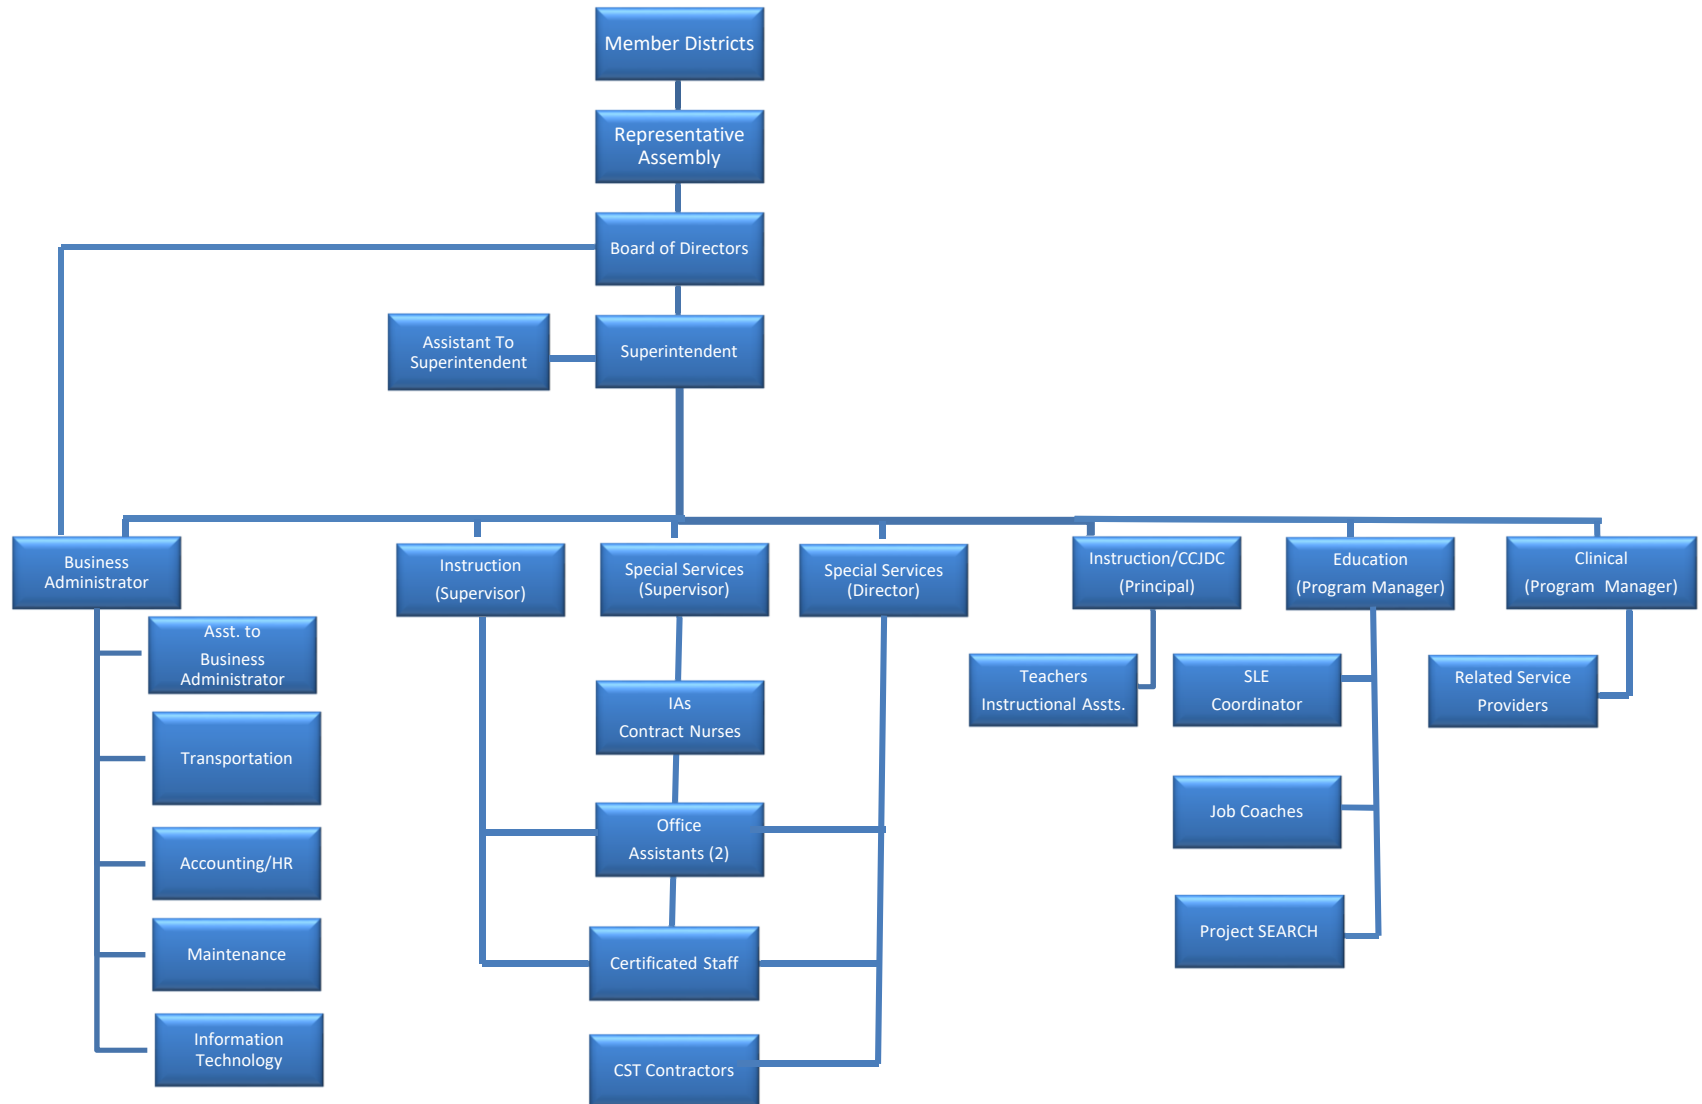 Member Districts
Representative
Assembly
Board of Directors
Assistant To
Superintendent
Superintendent
Business
Administrator
Instruction
(Supervisor)
Special Services
(Supervisor)
Special Services
(Director)
Instruction/CCJDC
(Principal)
Education
(Program Manager)
Clinical
(Program Manager)
Asst. to
Business
Administrator
Transportation
Accounting/HR
Maintenance
Information
Technology
IAs
Contract Nurses
Office
Assistants (2)
Certificated Staff
CST Contractors
Teachers
Instructional Assts.
SLE
Coordinator
Job Coaches
Project SEARCH
Related Service
Providers